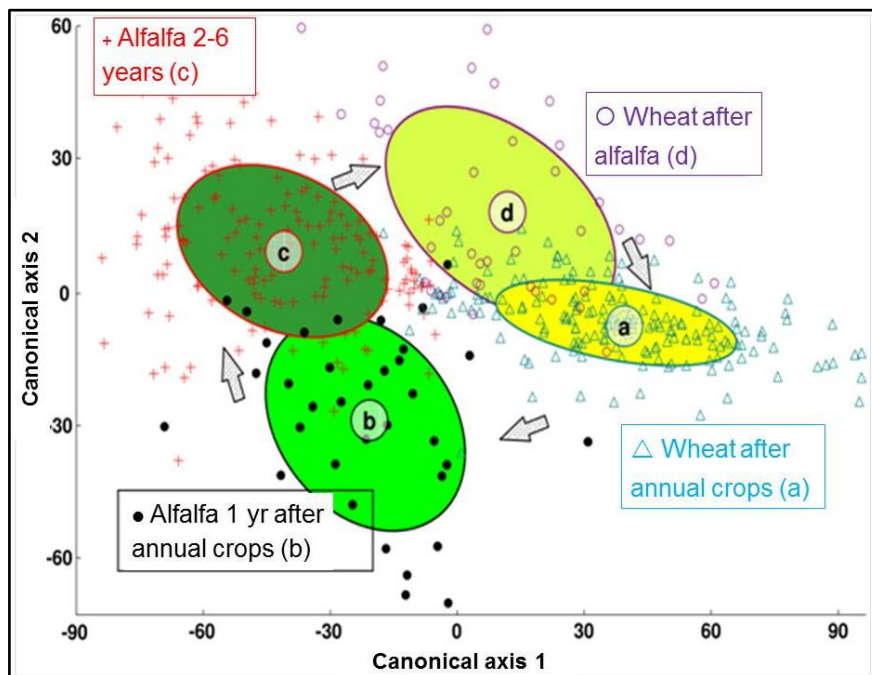 60
+ Alfalfa 2-6
years (c)
○ Wheat after
alfalfa (d)
30
d
c
0
a
Canonical axis 2
-30
b
△ Wheat after
annual crops (a)
● Alfalfa 1 yr after
annual crops (b)
-60
-90
-60
-30
0
30
60
90
Canonical axis 1